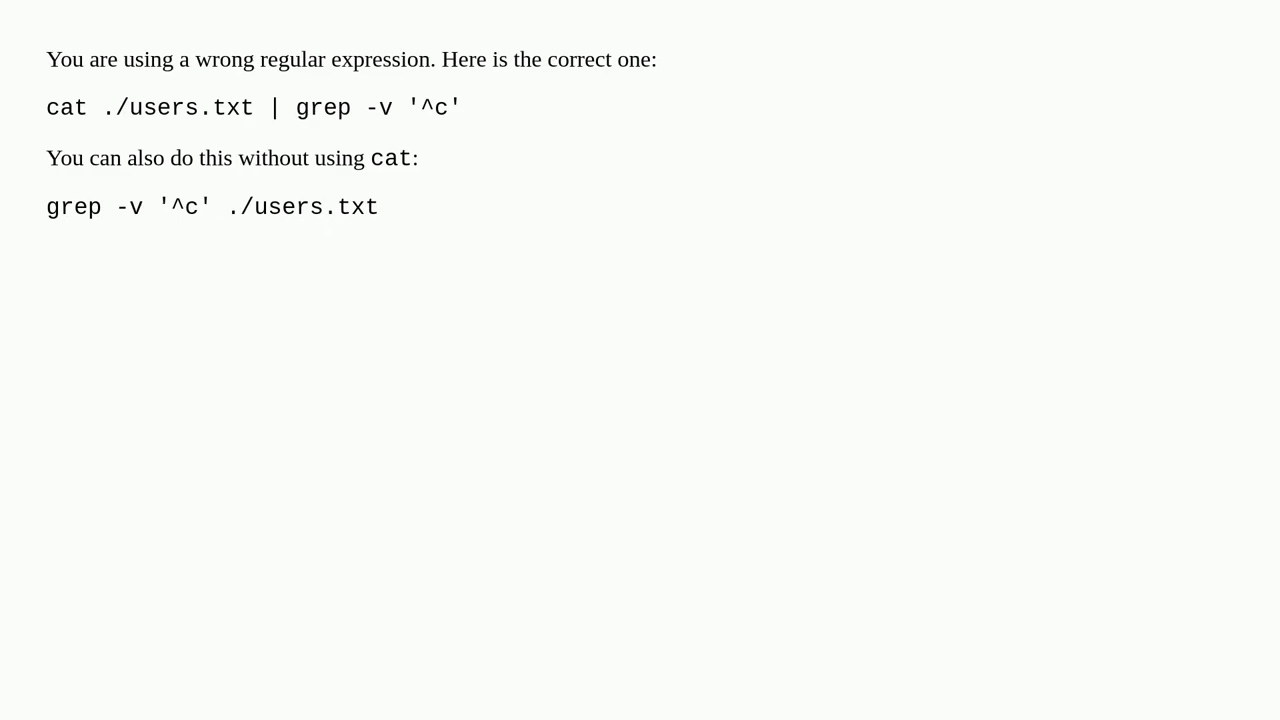 You are using a wrong regular expression. Here is the correct one:
cat ./users.txt | grep -v '^c'
You can also do this without using cat:
grep -v '^c' ./users.txt